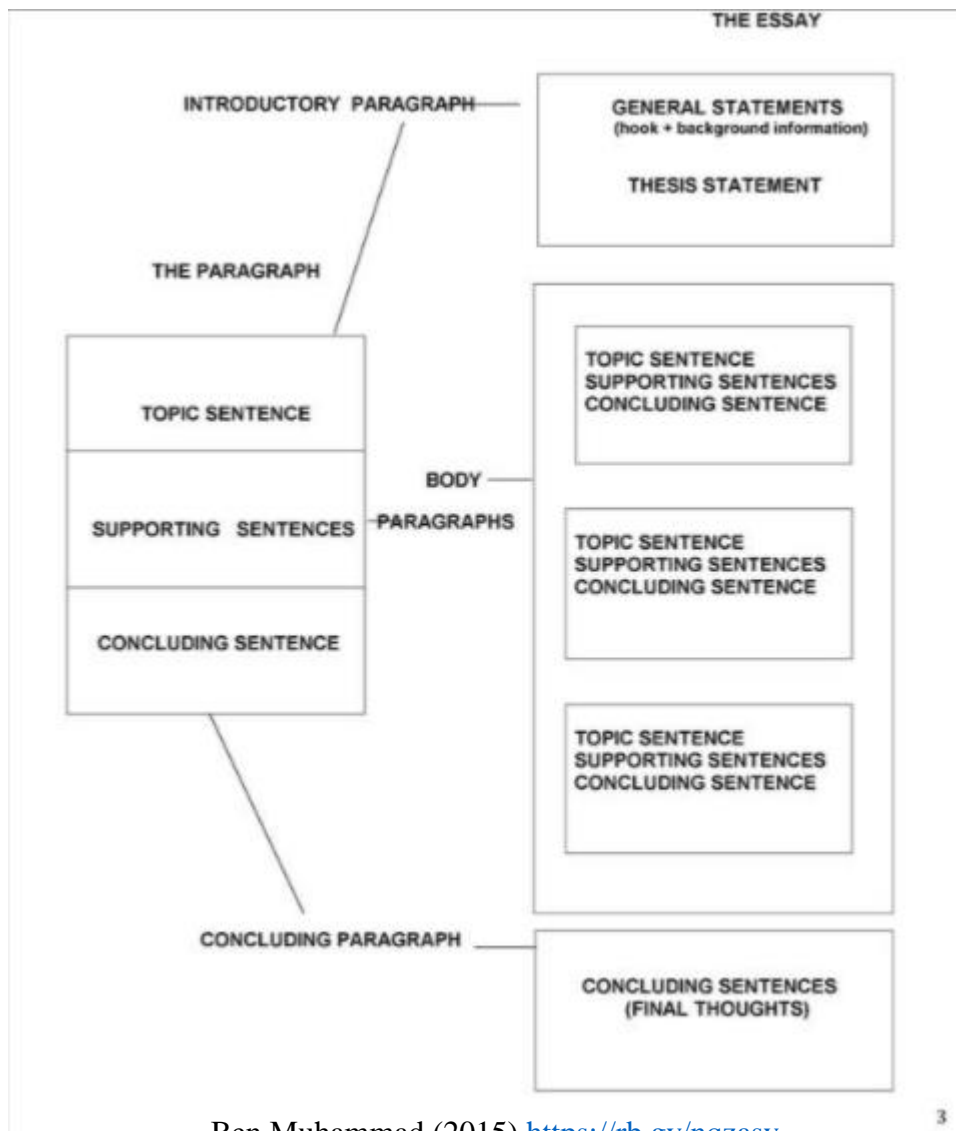 THE ESSAY
INTRODUCTORY PARAGRAPH
GENERAL STATEMENTS
(hook + background information)
THESIS STATEMENT
THE PARAGRAPH
TOPIC SENTENCE
SUPPORTING SENTENCES
CONCLUDING SENTENCE
BODY
PARAGRAPHS
TOPIC SENTENCE
SUPPORTING SENTENCES
CONCLUDING SENTENCE
TOPIC SENTENCE
SUPPORTING SENTENCES
CONCLUDING SENTENCE
TOPIC SENTENCE
SUPPORTING SENTENCES
CONCLUDING SENTENCE
CONCLUDING PARAGRAPH
CONCLUDING SENTENCES
(FINAL THOUGHTS)
3
Ben Muhammad (2015)